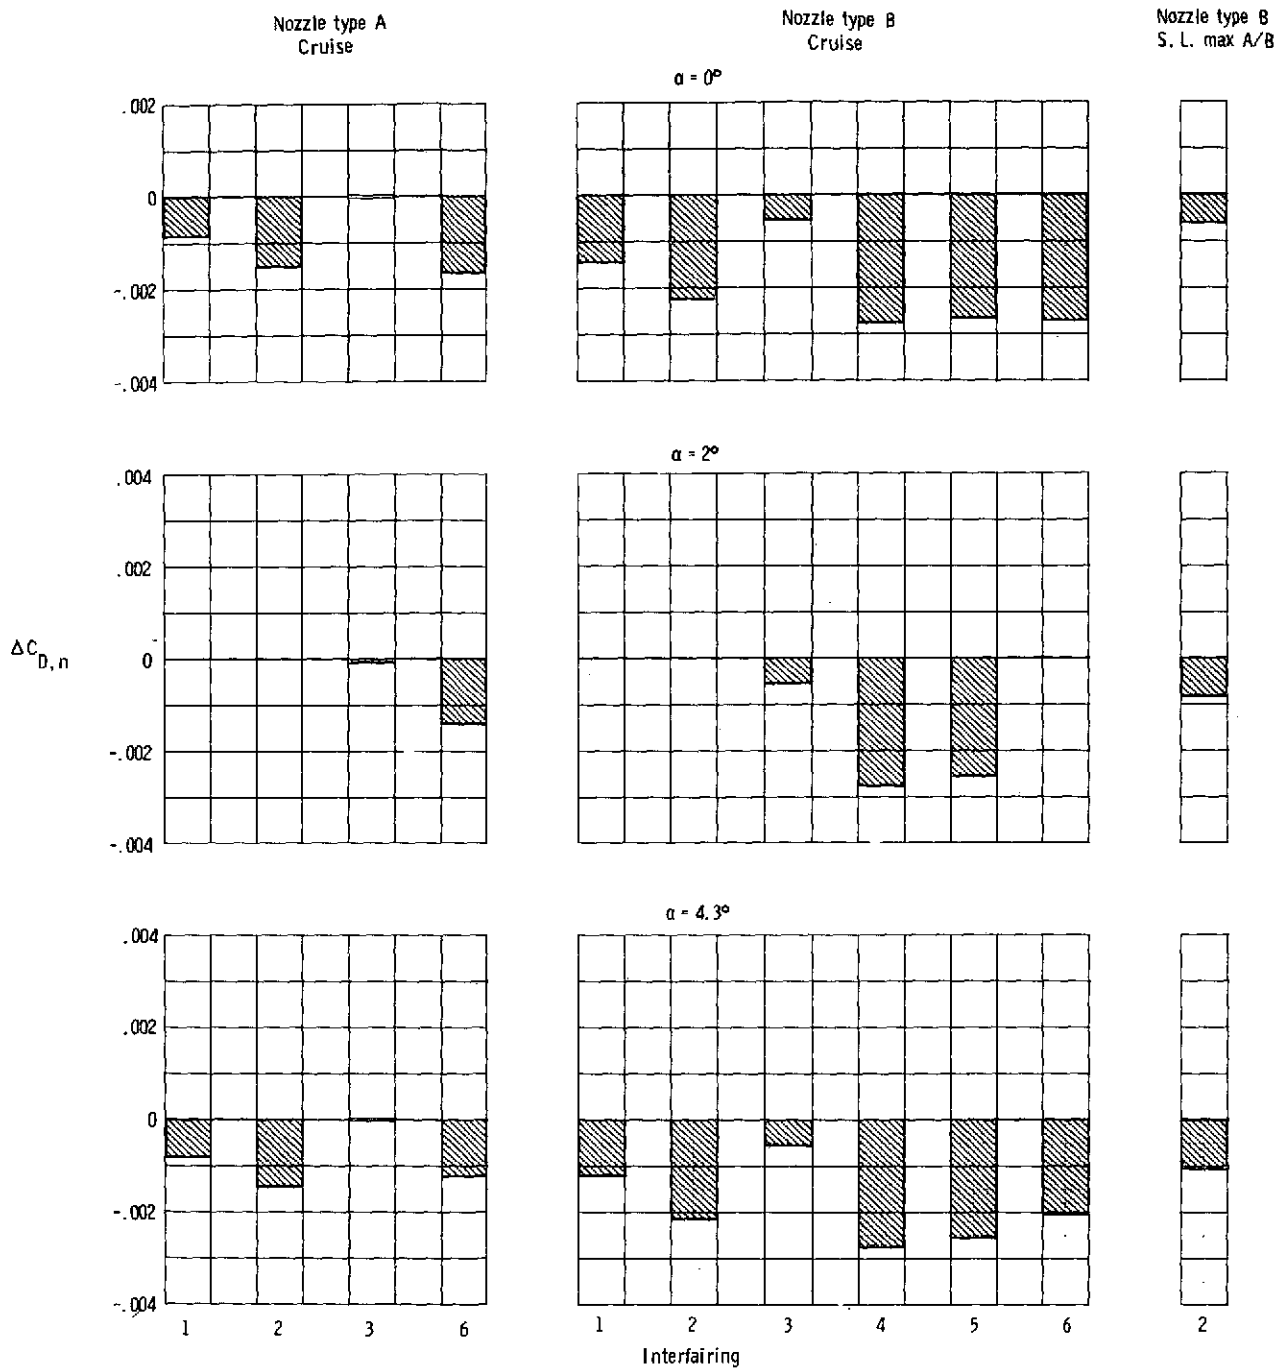 Nozzle type A
Cruise
Nozzle type B
Cruise
Nozzle type B
S. L. max A/B
α = 0°
.002
0
-.002
-.004
α = 2°
.004
.002
0
-.002
-.004
ΔC D, n
α = 4.3°
.004
.002
0
-.002
-.004
1 2 3 6
1 2 3 4 5 6
2
Interfairing